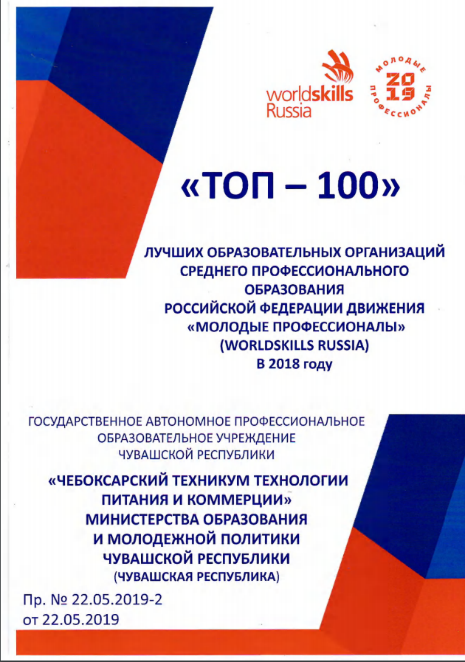 worldskills
Russia
МОЛОДЫЕ ПРОФЕССИОНАЛЫ
20
19
«ТОП – 100»
ЛУЧШИХ ОБРАЗОВАТЕЛЬНЫХ ОРГАНИЗАЦИЙ
СРЕДНЕГО ПРОФЕССИОНАЛЬНОГО
ОБРАЗОВАНИЯ
РОССИЙСКОЙ ФЕДЕРАЦИИ ДВИЖЕНИЯ
«МОЛОДЫЕ ПРОФЕССИОНАЛЫ»
(WORLDSKILLS RUSSIA)
В 2018 году
ГОСУДАРСТВЕННОЕ АВТОНОМНОЕ ПРОФЕССИОНАЛЬНОЕ
ОБРАЗОВАТЕЛЬНОЕ УЧРЕЖДЕНИЕ
ЧУВАШСКОЙ РЕСПУБЛИКИ
«ЧЕБОКСАРСКИЙ ТЕХНИКУМ ТЕХНОЛОГИИ
ПИТАНИЯ И КОММЕРЦИИ»
МИНИСТЕРСТВА ОБРАЗОВАНИЯ
И МОЛОДЕЖНОЙ ПОЛИТИКИ
ЧУВАШСКОЙ РЕСПУБЛИКИ
(ЧУВАШСКАЯ РЕСПУБЛИКА)
Пр. № 22.05.2019-2
от 22.05.2019